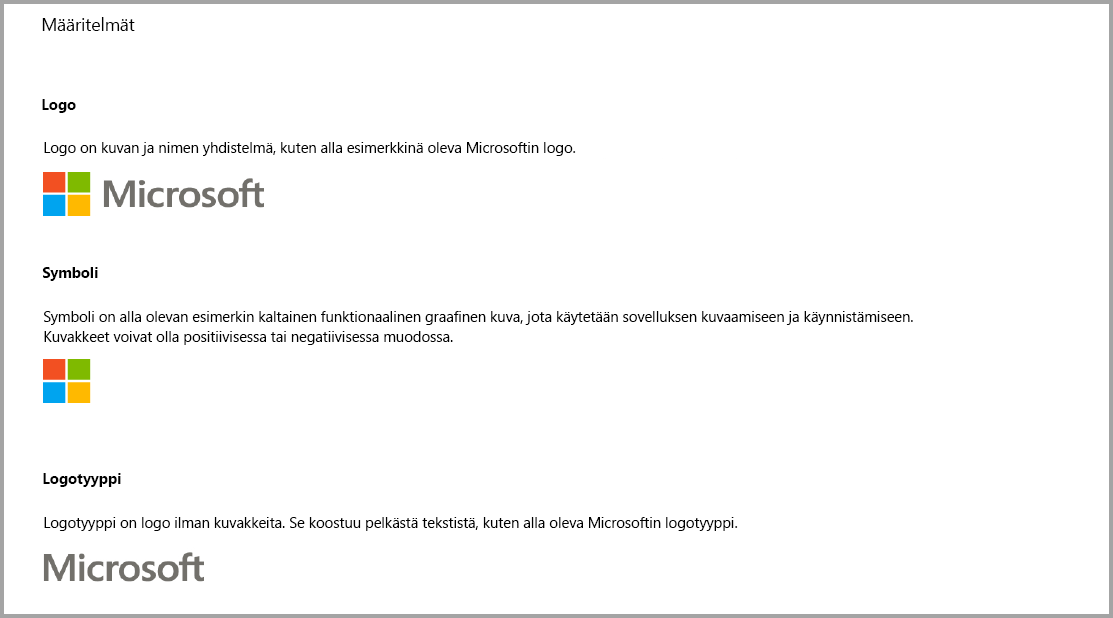 Määritelmät
Logo
Logo on kuvan ja nimen yhdistelmä, kuten alla esimerkkinä oleva Microsoftin logo.
Microsoft
Symboli
Symboli on alla olevan esimerkin kaltainen funktionaalinen graafinen kuva, jota käytetään sovelluksen kuvaamiseen ja käynnistämiseen.
Kuvakkeet voivat olla positiivisessa tai negatiivisessa muodossa.
Logotyyppi
Logotyyppi on logo ilman kuvakkeita. Se koostuu pelkästä tekstistä, kuten alla oleva Microsoftin logotyyppi.
Microsoft